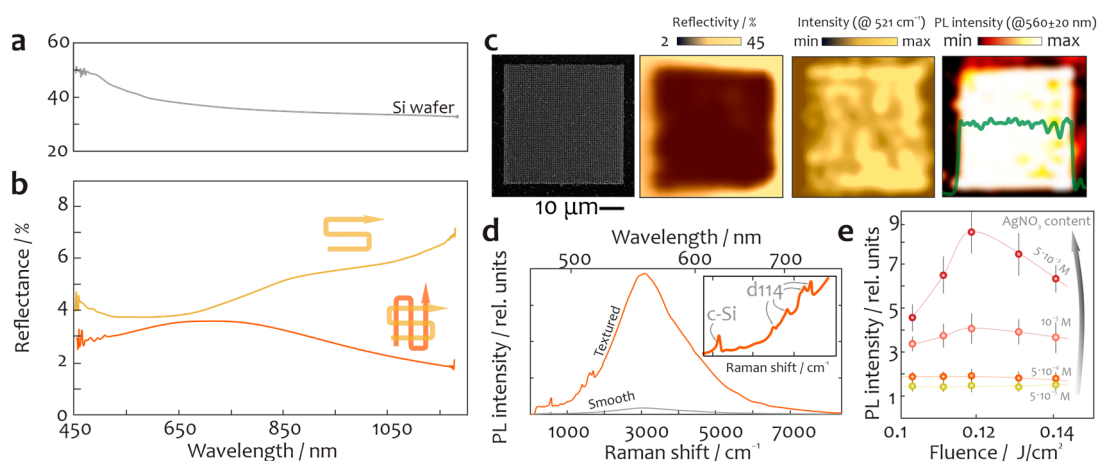 a
60
40
20
Si wafer
b
Reflectance / %
8
6
4
2
0
450
650
850
1050
Wavelength / nm
c
Reflectivity / %
2
45
Intensity (@ 521 cm⁻¹)
min
max
PL intensity (@560±20 nm)
min
max
10 μm
d
Wavelength / nm
500
600
700
PL intensity / rel. units
Textured
Smooth
c-Si
d114
Raman shift / cm⁻¹
1000
3000
5000
7000
Raman shift / cm⁻¹
e
PL intensity / rel. units
9
7
5
3
1
AgNO₃ content
5·10⁻³ M
10⁻³ M
5·10⁻⁴ M
0.1
0.12
0.14
Fluence / J/cm²